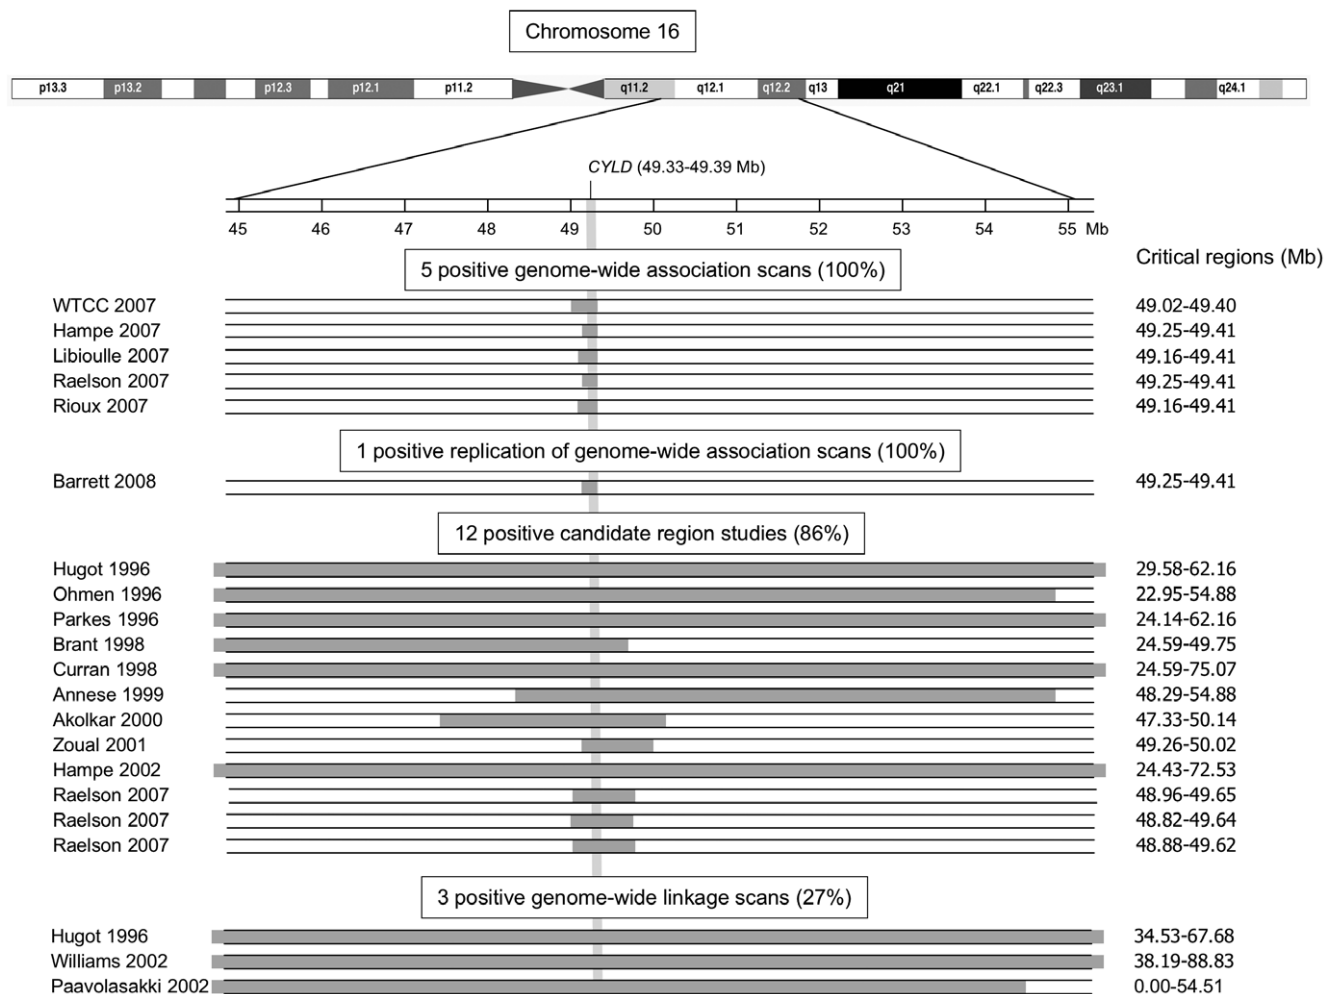 Chromosome 16
p13.3 p13.2 p12.3 p12.1 p11.2 q11.2 q12.1 q12.2 q13 q21 q22.1 q22.3 q23.1 q24.1
CYLD (49.33-49.39 Mb)
45 46 47 48 49 50 51 52 53 54 55 Mb
Critical regions (Mb)
5 positive genome-wide association scans (100%)
WTCC 2007 49.02-49.40
Hampe 2007 49.25-49.41
Libioulle 2007 49.16-49.41
Raelson 2007 49.25-49.41
Rioux 2007 49.16-49.41
1 positive replication of genome-wide association scans (100%)
Barrett 2008 49.25-49.41
12 positive candidate region studies (86%)
Hugot 1996 29.58-62.16
Ohmen 1996 22.95-54.88
Parkes 1996 24.14-62.16
Brant 1998 24.59-49.75
Curran 1998 24.59-75.07
Annese 1999 48.29-54.88
Akolkar 2000 47.33-50.14
Zoual 2001 49.26-50.02
Hampe 2002 24.43-72.53
Raelson 2007 48.96-49.65
Raelson 2007 48.82-49.64
Raelson 2007 48.88-49.62
3 positive genome-wide linkage scans (27%)
Hugot 1996 34.53-67.68
Williams 2002 38.19-88.83
Paavolasakki 2002 0.00-54.51